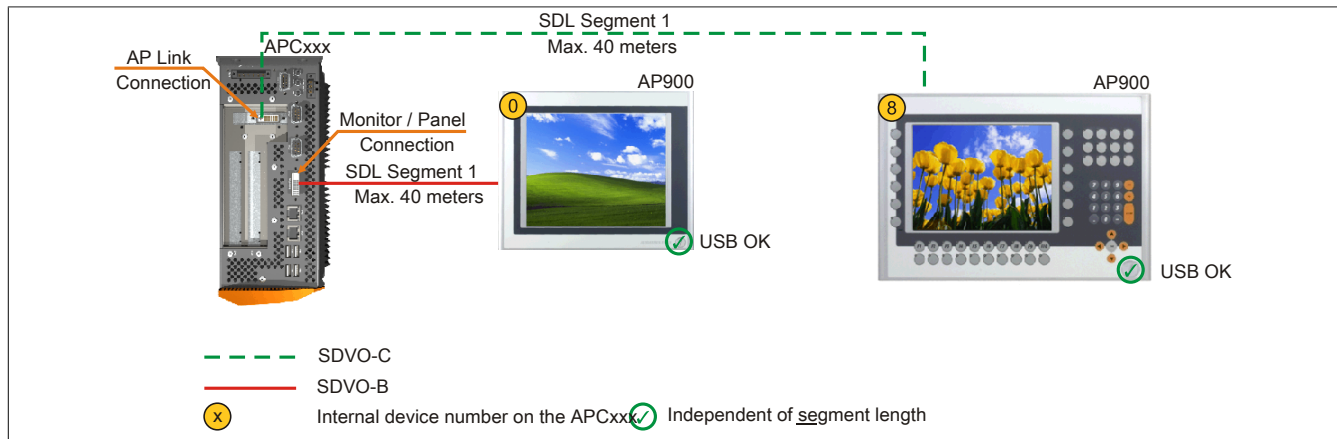 SDL Segment 1
Max. 40 meters
APCxxx
AP Link
Connection
AP900
AP900
0
8
Monitor / Panel
Connection
SDL Segment 1
Max. 40 meters
USB OK
USB OK
SDVO-C
SDVO-B
x
Internal device number on the APCxxx
Independent of segment length